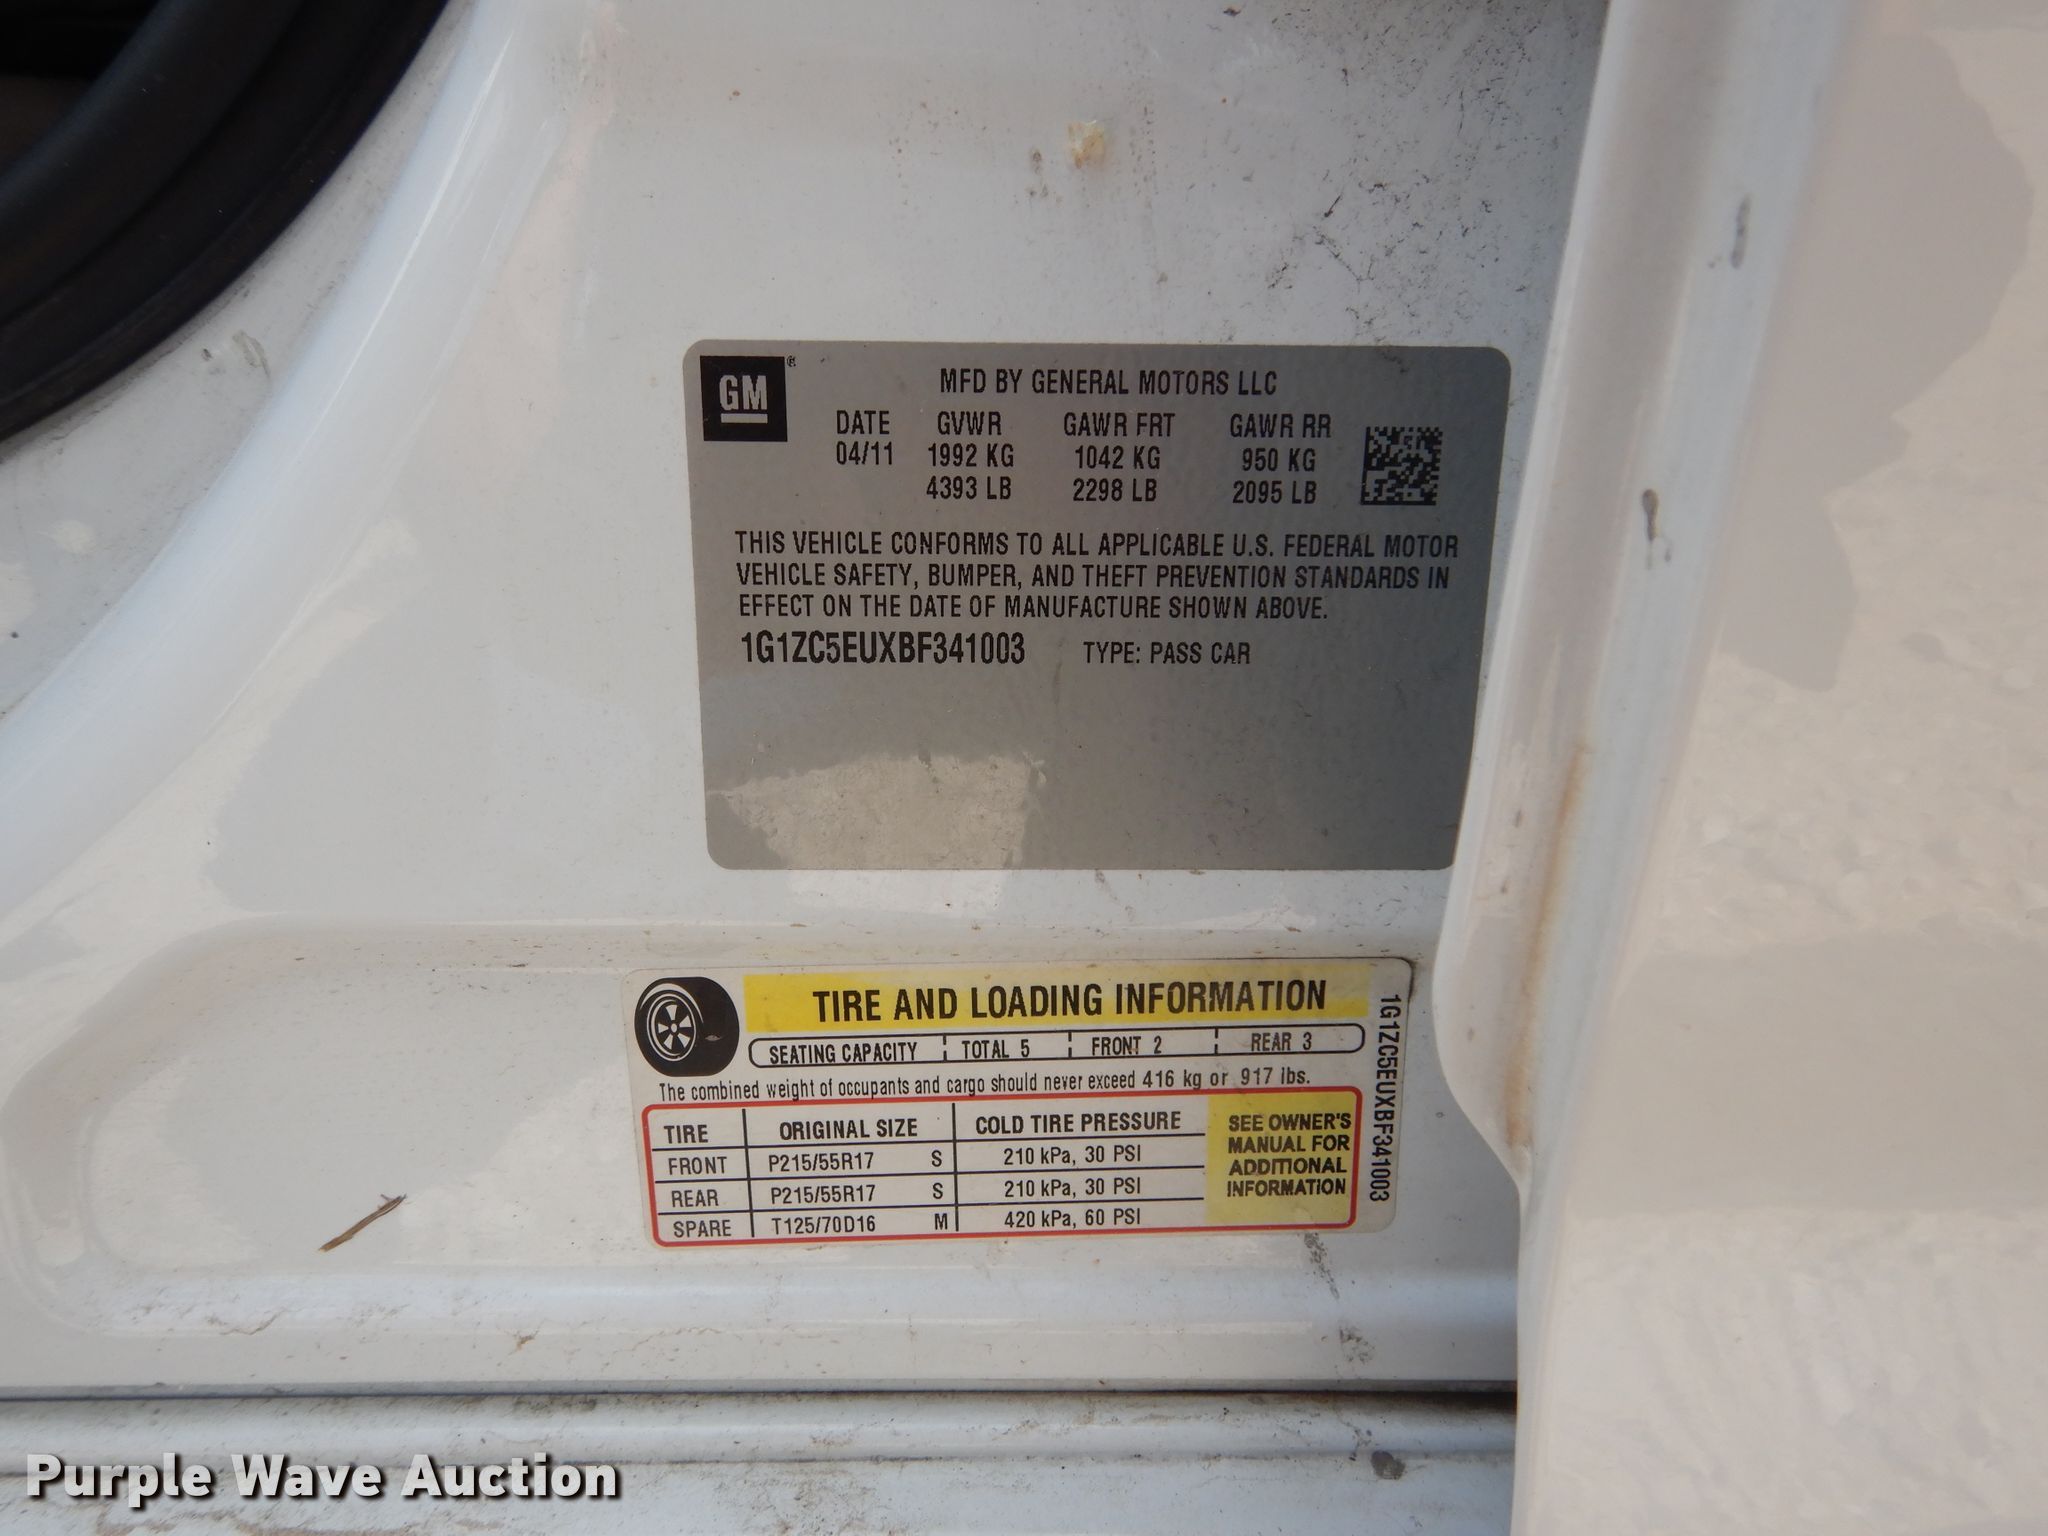 GM
MFD BY GENERAL MOTORS LLC
DATE GVWR GAWR FRT GAWR RR
04/11 1992 KG 1042 KG 950 KG
4393 LB 2298 LB 2095 LB
THIS VEHICLE CONFORMS TO ALL APPLICABLE U.S. FEDERAL MOTOR
VEHICLE SAFETY, BUMPER, AND THEFT PREVENTION STANDARDS IN
EFFECT ON THE DATE OF MANUFACTURE SHOWN ABOVE.
1G1ZC5EUXBF341003 TYPE: PASS CAR
TIRE AND LOADING INFORMATION
SEATING CAPACITY TOTAL 5 FRONT 2 REAR 3
The combined weight of occupants and cargo should never exceed 416 kg or 917 lbs.
TIRE ORIGINAL SIZE COLD TIRE PRESSURE
FRONT P215/55R17 S 210 kPa, 30 PSI
REAR P215/55R17 S 210 kPa, 30 PSI
SPARE T125/70D16 M 420 kPa, 60 PSI
SEE OWNER'S
MANUAL FOR
ADDITIONAL
INFORMATION
1G1ZC5EUXBF341003
Purple Wave Auction